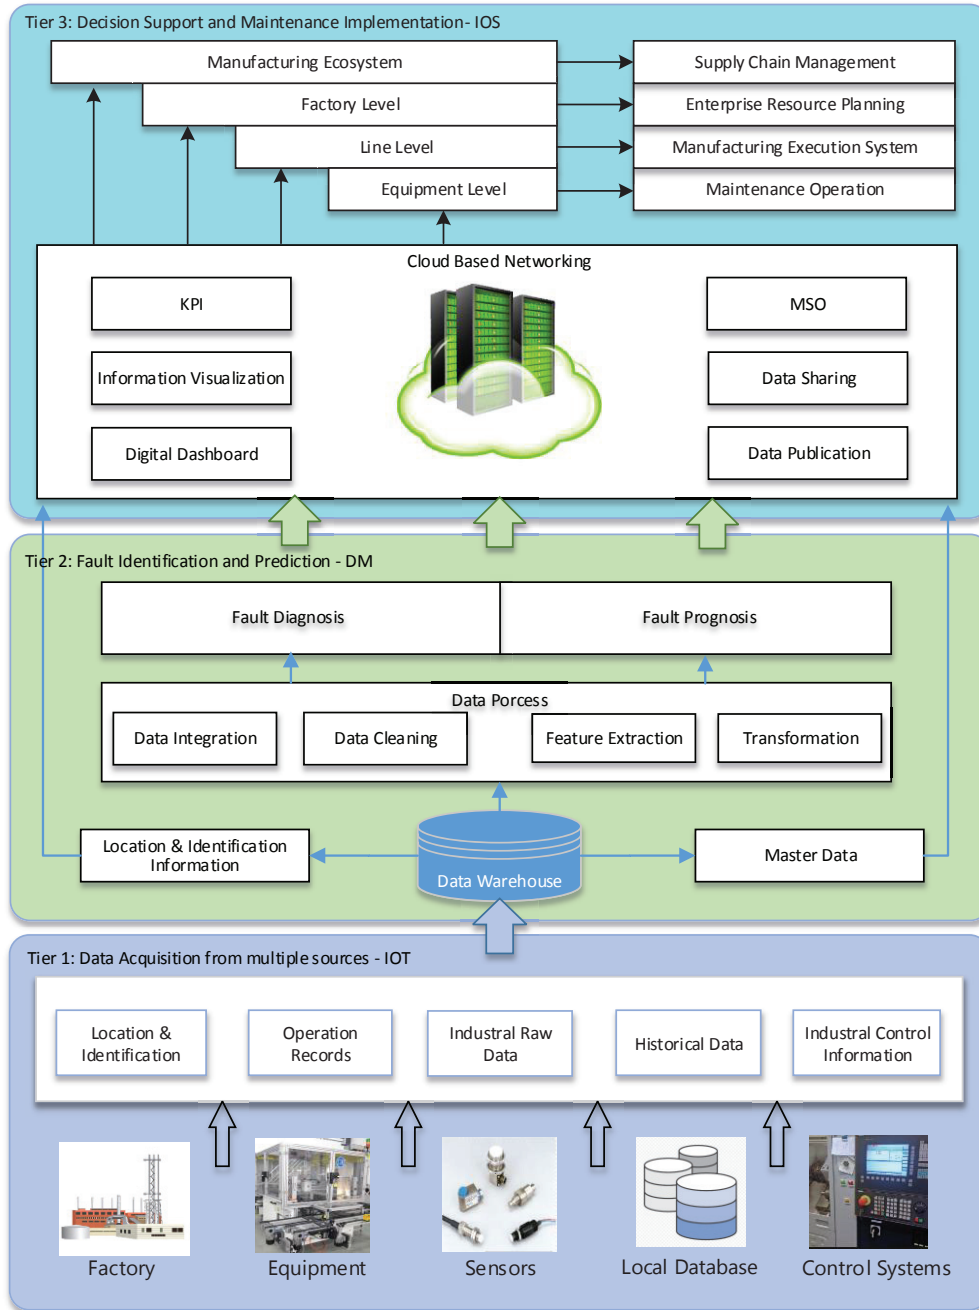 Tier 3: Decision Support and Maintenance Implementation- IOS
Manufacturing Ecosystem
Supply Chain Management
Factory Level
Enterprise Resource Planning
Line Level
Manufacturing Execution System
Equipment Level
Maintenance Operation
Cloud Based Networking
KPI
MSO
Information Visualization
Data Sharing
Digital Dashboard
Data Publication
Tier 2: Fault Identification and Prediction - DM
Fault Diagnosis
Fault Prognosis
Data Porcess
Data Integration
Data Cleaning
Feature Extraction
Transformation
Location & Identification
Information
Data Warehouse
Master Data
Tier 1: Data Acquisition from multiple sources - IOT
Location &
Identification
Operation
Records
Industral Raw
Data
Historical Data
Industral Control
Information
Factory
Equipment
Sensors
Local Database
Control Systems